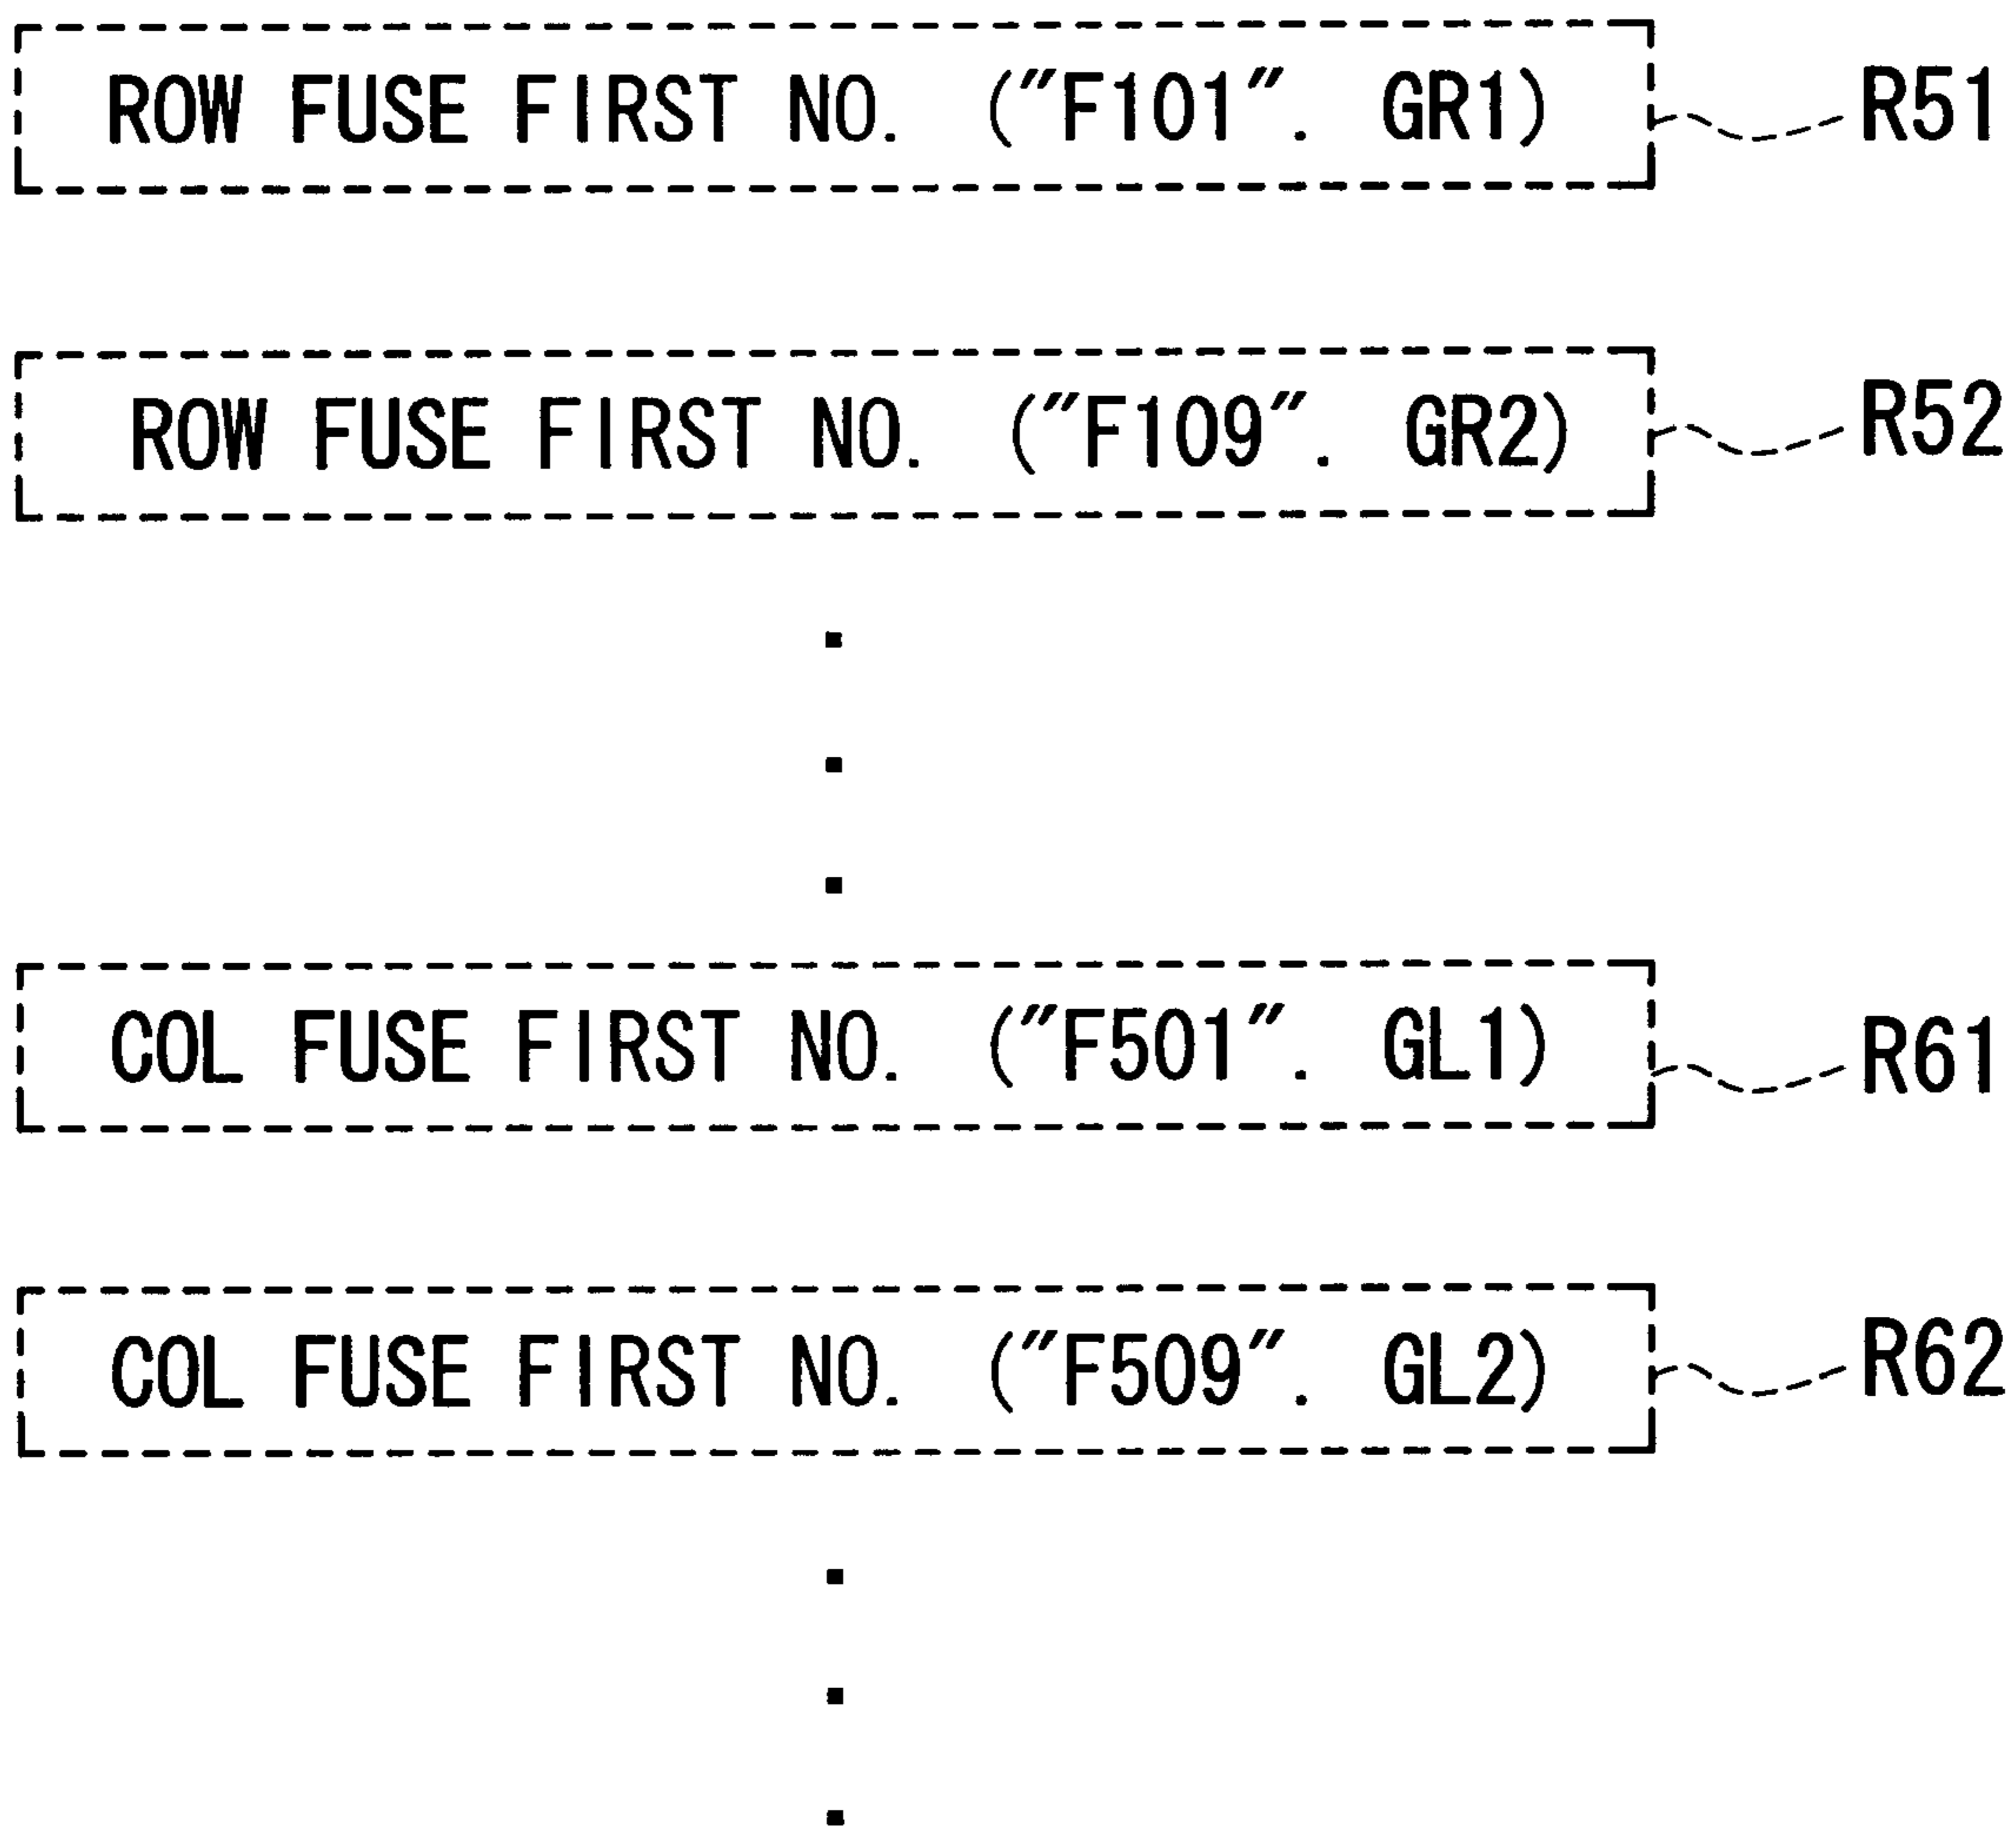 ROW FUSE FIRST NO. ("F101". GR1) R51
ROW FUSE FIRST NO. ("F109". GR2) R52
COL FUSE FIRST NO. ("F501". GL1) R61
COL FUSE FIRST NO. ("F509". GL2) R62